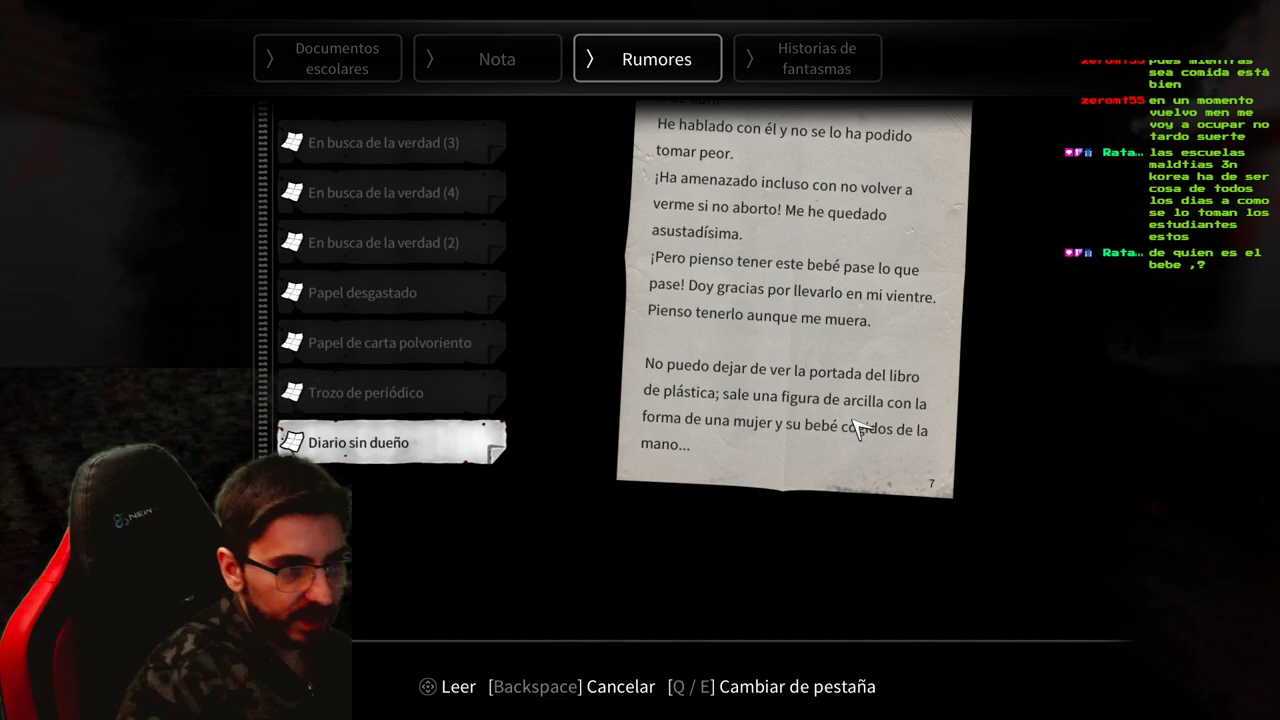 Documentos
escolares
Nota
Rumores
Historias de
fantasmas
En busca de la verdad (3)
En busca de la verdad (4)
En busca de la verdad (2)
Papel desgastado
Papel de carta polvoriento
Trozo de periódico
Diario sin dueño
He hablado con él y no se lo ha podido
tomar peor.
¡Ha amenazado incluso con no volver a
verme si no aborto! Me he quedado
asustadísima.
¡Pero pienso tener este bebé pase lo que
pase! Doy gracias por llevarlo en mi vientre.
Pienso tenerlo aunque me muera.
No puedo dejar de ver la portada del libro
de plástica; sale una figura de arcilla con la
forma de una mujer y su bebé cogidos de la
mano...
7
zeromt55 pues mientras
sea comida está
bien
zeromt55 en un momento
vuelvo men me
voy a ocupar no
tardo suerte
Rata... las escuelas
maldtias 3n
korea ha de ser
cosa de todos
los dias a como
se lo toman los
estudiantes
estos
Rata... de quien es el
bebe ,?
NEW
Leer [Backspace] Cancelar [Q / E] Cambiar de pestaña